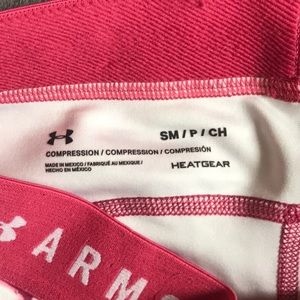 SM / P / CH
COMPRESSION / COMPRESSION / COMPRESIÓN
MADE IN MEXICO / FABRIQUÉ AU MEXIQUE /
HECHO EN MÉXICO
HEATGEAR
ARMO